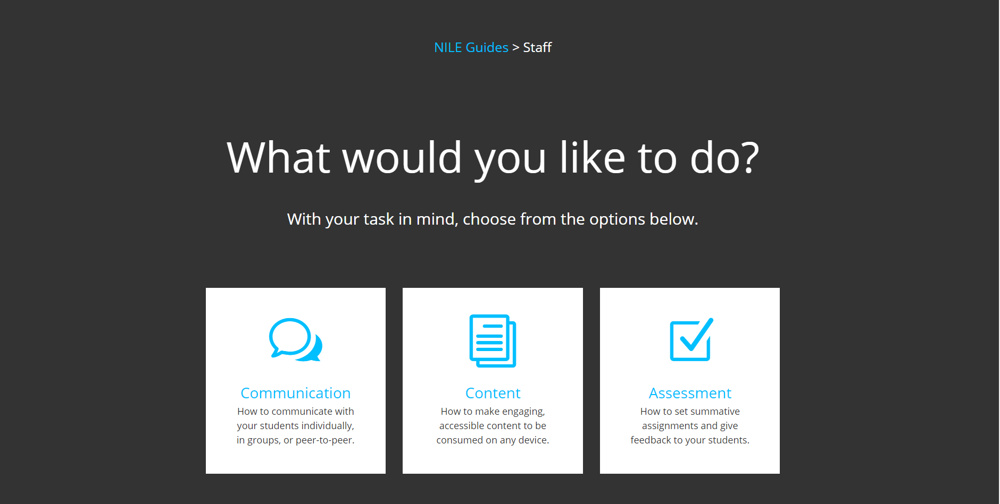 NILE Guides > Staff
What would you like to do?
With your task in mind, choose from the options below.
Communication
How to communicate with
your students individually,
in groups, or peer-to-peer.
Content
How to make engaging,
accessible content to be
consumed on any device.
Assessment
How to set summative
assignments and give
feedback to your students.